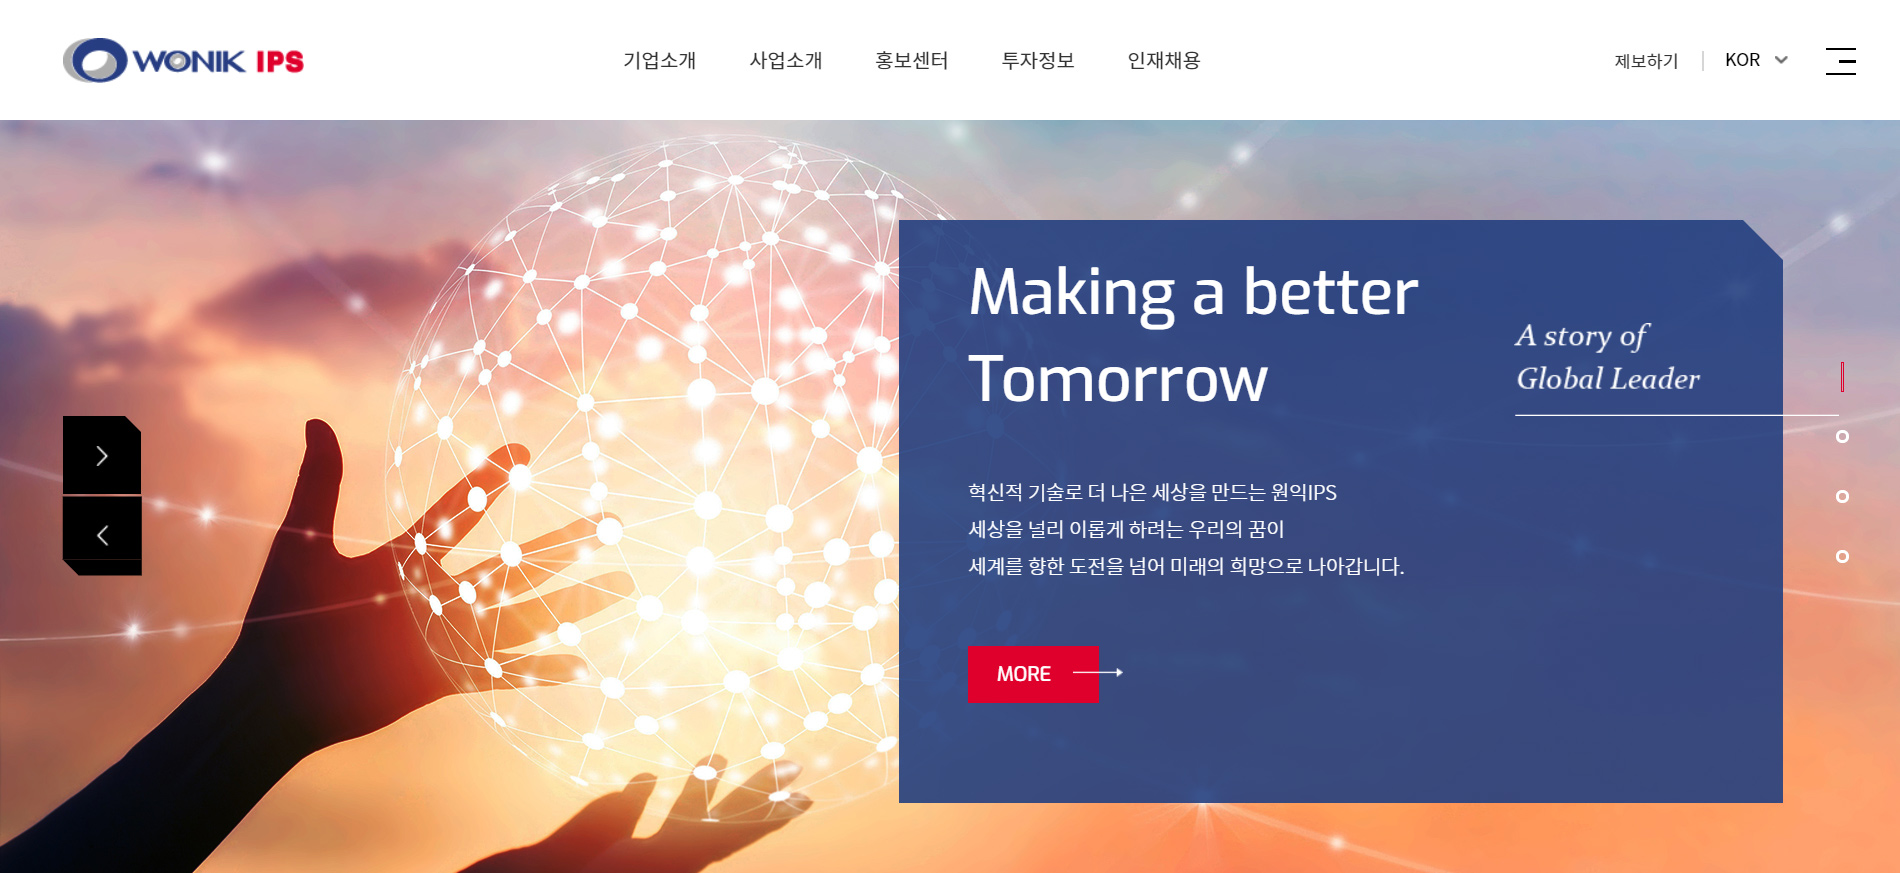 WONIK IPS
기업소개
사업소개
홍보센터
투자정보
인재채용
제보하기
KOR
Making a better
Tomorrow
A story of
Global Leader
혁신적 기술로 더 나은 세상을 만드는 원익IPS
세상을 널리 이롭게 하려는 우리의 꿈이
세계를 향한 도전을 넘어 미래의 희망으로 나아갑니다.
MORE